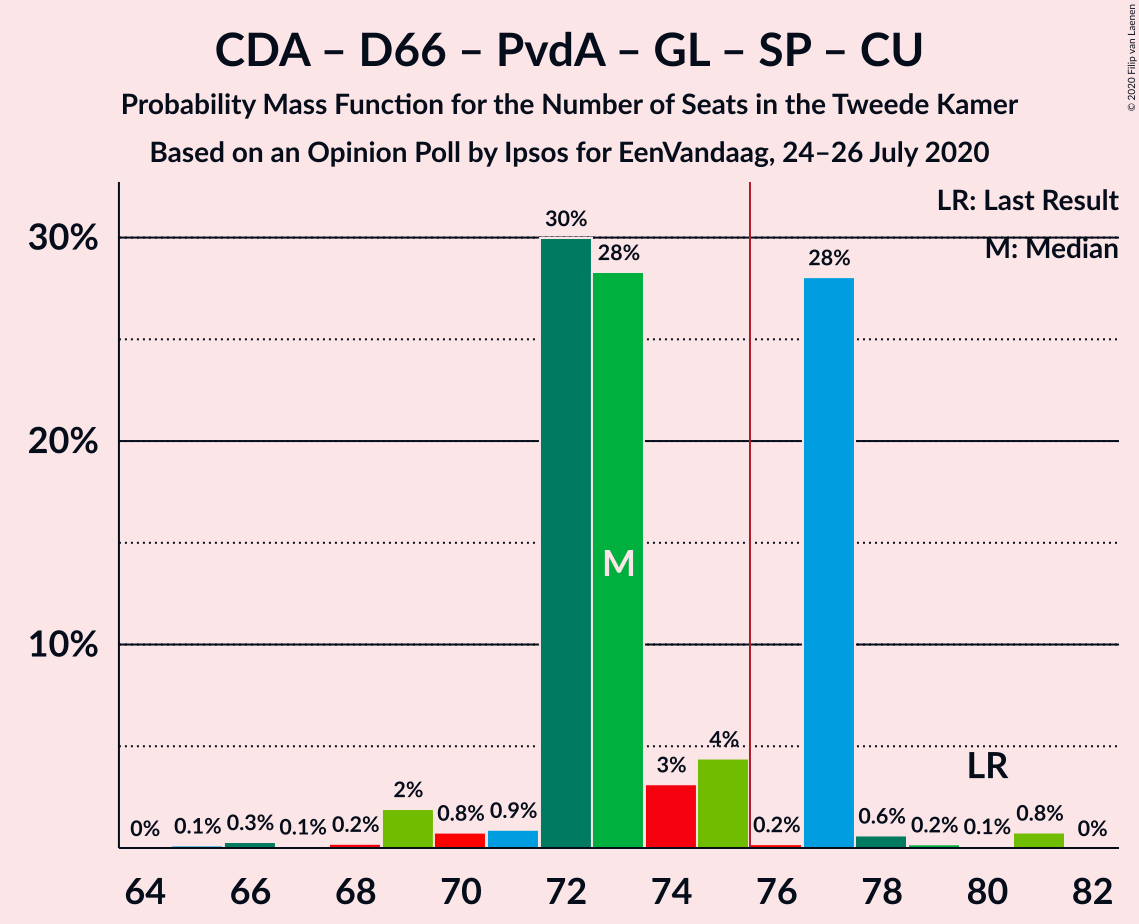 CDA – D66 – PvdA – GL – SP – CU
Probability Mass Function for the Number of Seats in the Tweede Kamer
Based on an Opinion Poll by Ipsos for EenVandaag, 24–26 July 2020
© 2020 Filip van Laenen
LR: Last Result
M: Median
30%
20%
10%
0%
0.1%
0.3%
0.1%
0.2%
2%
0.8%
0.9%
30%
28%
3%
4%
0.2%
28%
0.6%
0.2%
0.1%
0.8%
0%
M
LR
64 66 68 70 72 74 76 78 80 82